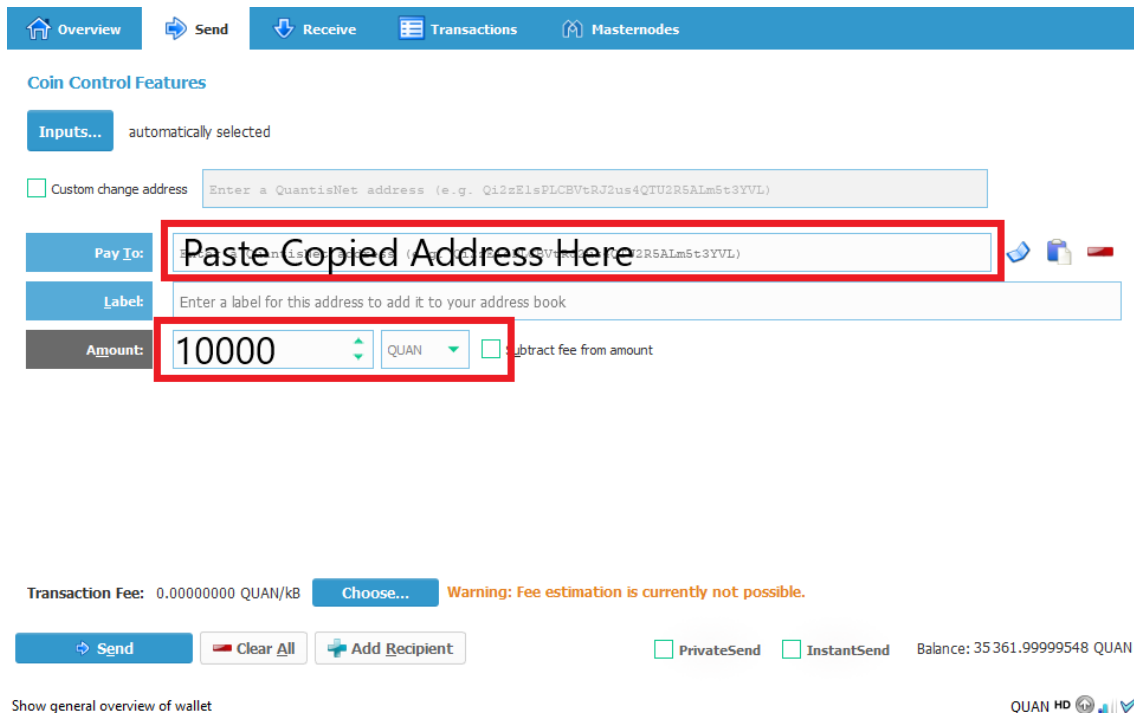 Overview Send Receive Transactions Masternodes
Coin Control Features
Inputs... automatically selected
Custom change address Enter a QuantisNet address (e.g. Qi2zE1sPLCBVtRJ2us4QTU2R5ALm5t3YVL)
Pay To: Paste Copied Address Here
Label: Enter a label for this address to add it to your address book
Amount: 10000 QUAN Subtract fee from amount
Transaction Fee: 0.00000000 QUAN/kB Choose... Warning: Fee estimation is currently not possible.
Send Clear All Add Recipient PrivateSend InstantSend Balance: 35 361.99999548 QUAN
Show general overview of wallet QUAN HD